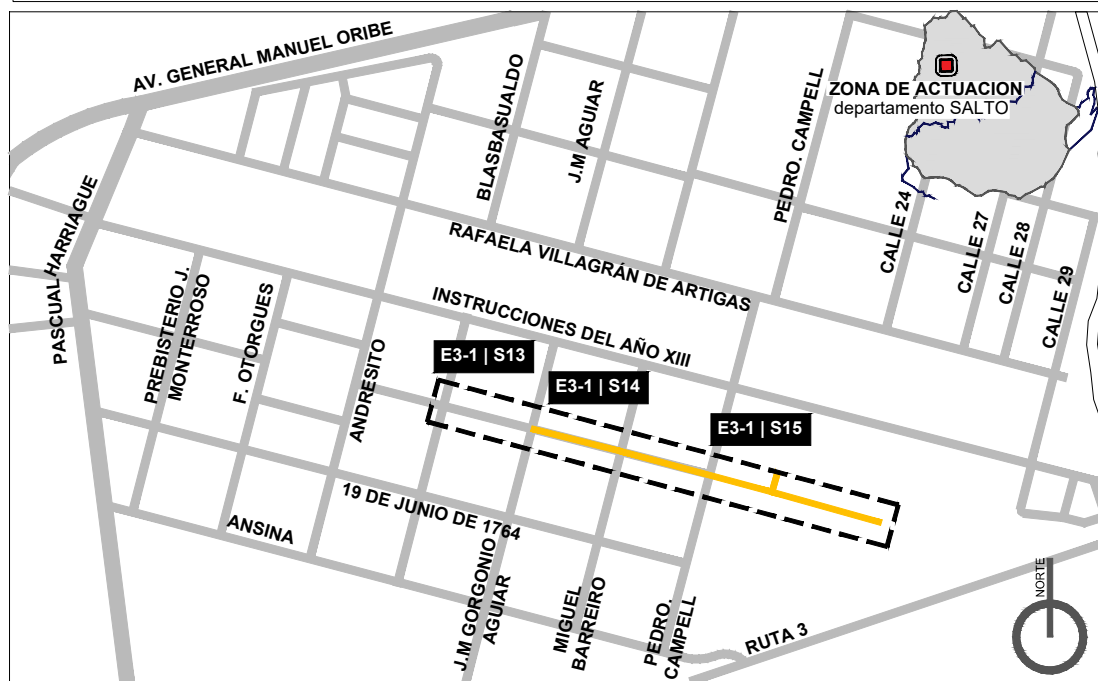 AV. GENERAL MANUEL ORIBE
ZONA DE ACTUACION
departamento SALTO
BLASBASUALDO
J.M AGUIAR
PEDRO. CAMPELL
CALLE 24
CALLE 27
CALLE 28
CALLE 29
PASCUAL HARRIAGUE
PREBISTERIO J.
MONTERROSO
F. OTORGUES
ANDRESITO
RAFAELA VILLAGRÁN DE ARTIGAS
INSTRUCCIONES DEL AÑO XIII
E3-1 | S13
E3-1 | S14
E3-1 | S15
19 DE JUNIO DE 1764
ANSINA
J.M GORGONIO
AGUIAR
MIGUEL
BARREIRO
PEDRO.
CAMPELL
RUTA 3
NORTE